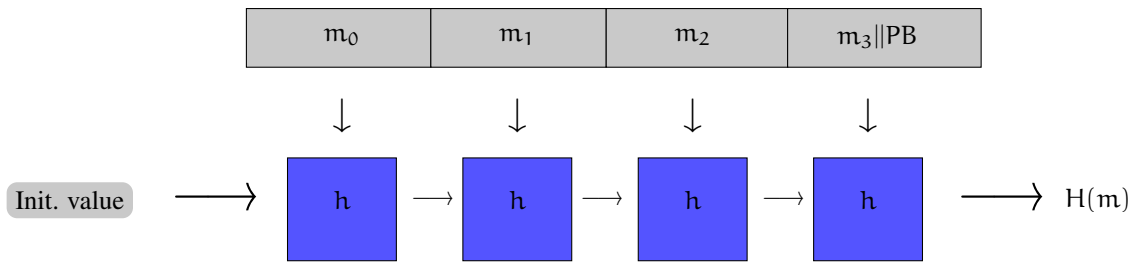 m₀ m₁ m₂ m₃||PB
Init. value h h h h H(m)